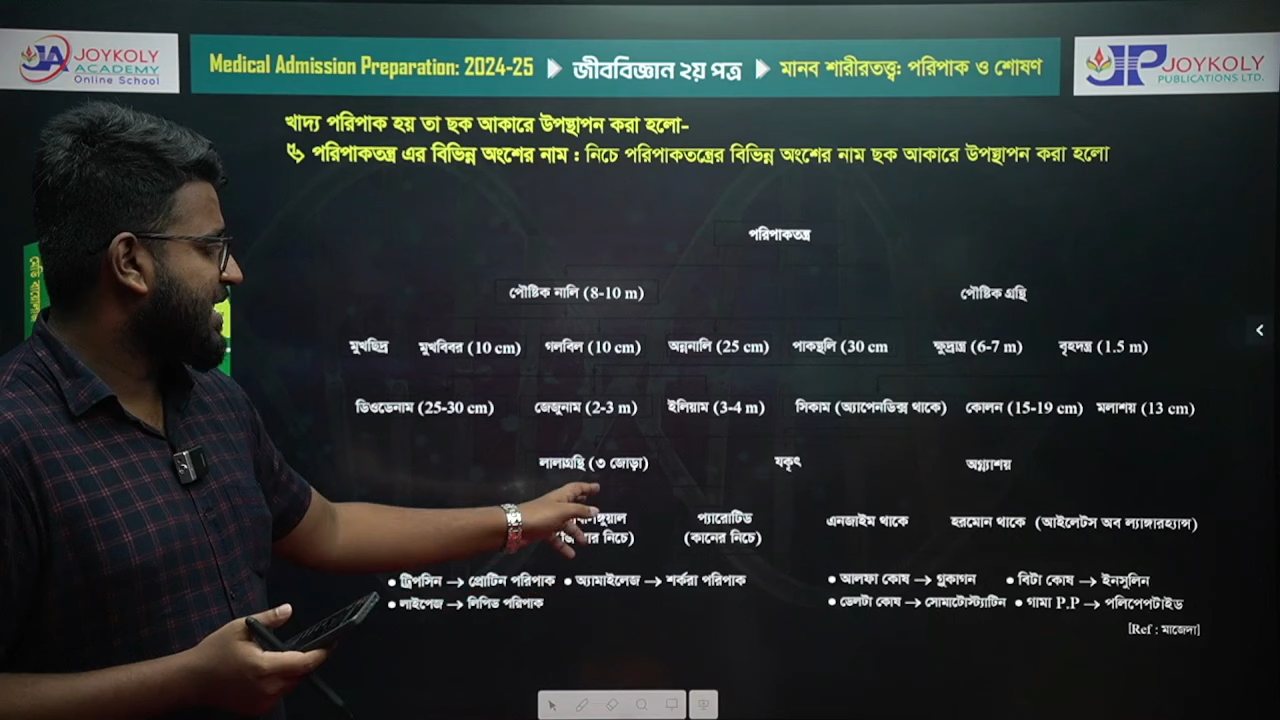 JOYKOLY
ACADEMY
Online School
Medical Admission Preparation: 2024-25 জীববিজ্ঞান ২য় পত্র মানব শারীরতত্ত্ব: পরিপাক ও শোষণ
JOYKOLY
PUBLICATIONS LTD.
খাদ্য পরিপাক হয় তা ছক আকারে উপস্থাপন করা হলো-
পরিপাকতন্ত্র এর বিভিন্ন অংশের নাম : নিচে পরিপাকতন্ত্রের বিভিন্ন অংশের নাম ছক আকারে উপস্থাপন করা হলো
পরিপাকতন্ত্র
পৌষ্টিক নালি (8-10 m) পৌষ্টিক গ্রন্থি
মুখছিদ্র মুখবিবর (10 cm) গলবিল (10 cm) অন্ননালি (25 cm) পাকস্থলি (30 cm ক্ষুদ্রান্ত্র (6-7 m) বৃহদন্ত্র (1.5 m)
ডিওডেনাম (25-30 cm) জেজুনাম (2-3 m) ইলিয়াম (3-4 m) সিকাম (অ্যাপেনডিক্স থাকে) কোলন (15-19 cm) মলাশয় (13 cm)
লালাগ্রন্থি (৩ জোড়া) যকৃৎ অগ্ন্যাশয়
প্যারোটিড এনজাইম থাকে হরমোন থাকে (আইলেটস অব ল্যাঙ্গারহ্যান্স)
নিচে) (কানের নিচে)
• ট্রিপসিন → প্রোটিন পরিপাক • অ্যামাইলেজ → শর্করা পরিপাক • আলফা কোষ → গ্লুকাগন • বিটা কোষ → ইনসুলিন
• লাইপেজ → লিপিড পরিপাক • ডেলটা কোষ → সোমাটোস্ট্যাটিন • গামা P.P → পলিপেপটাইড
[Ref : মাজেদা]